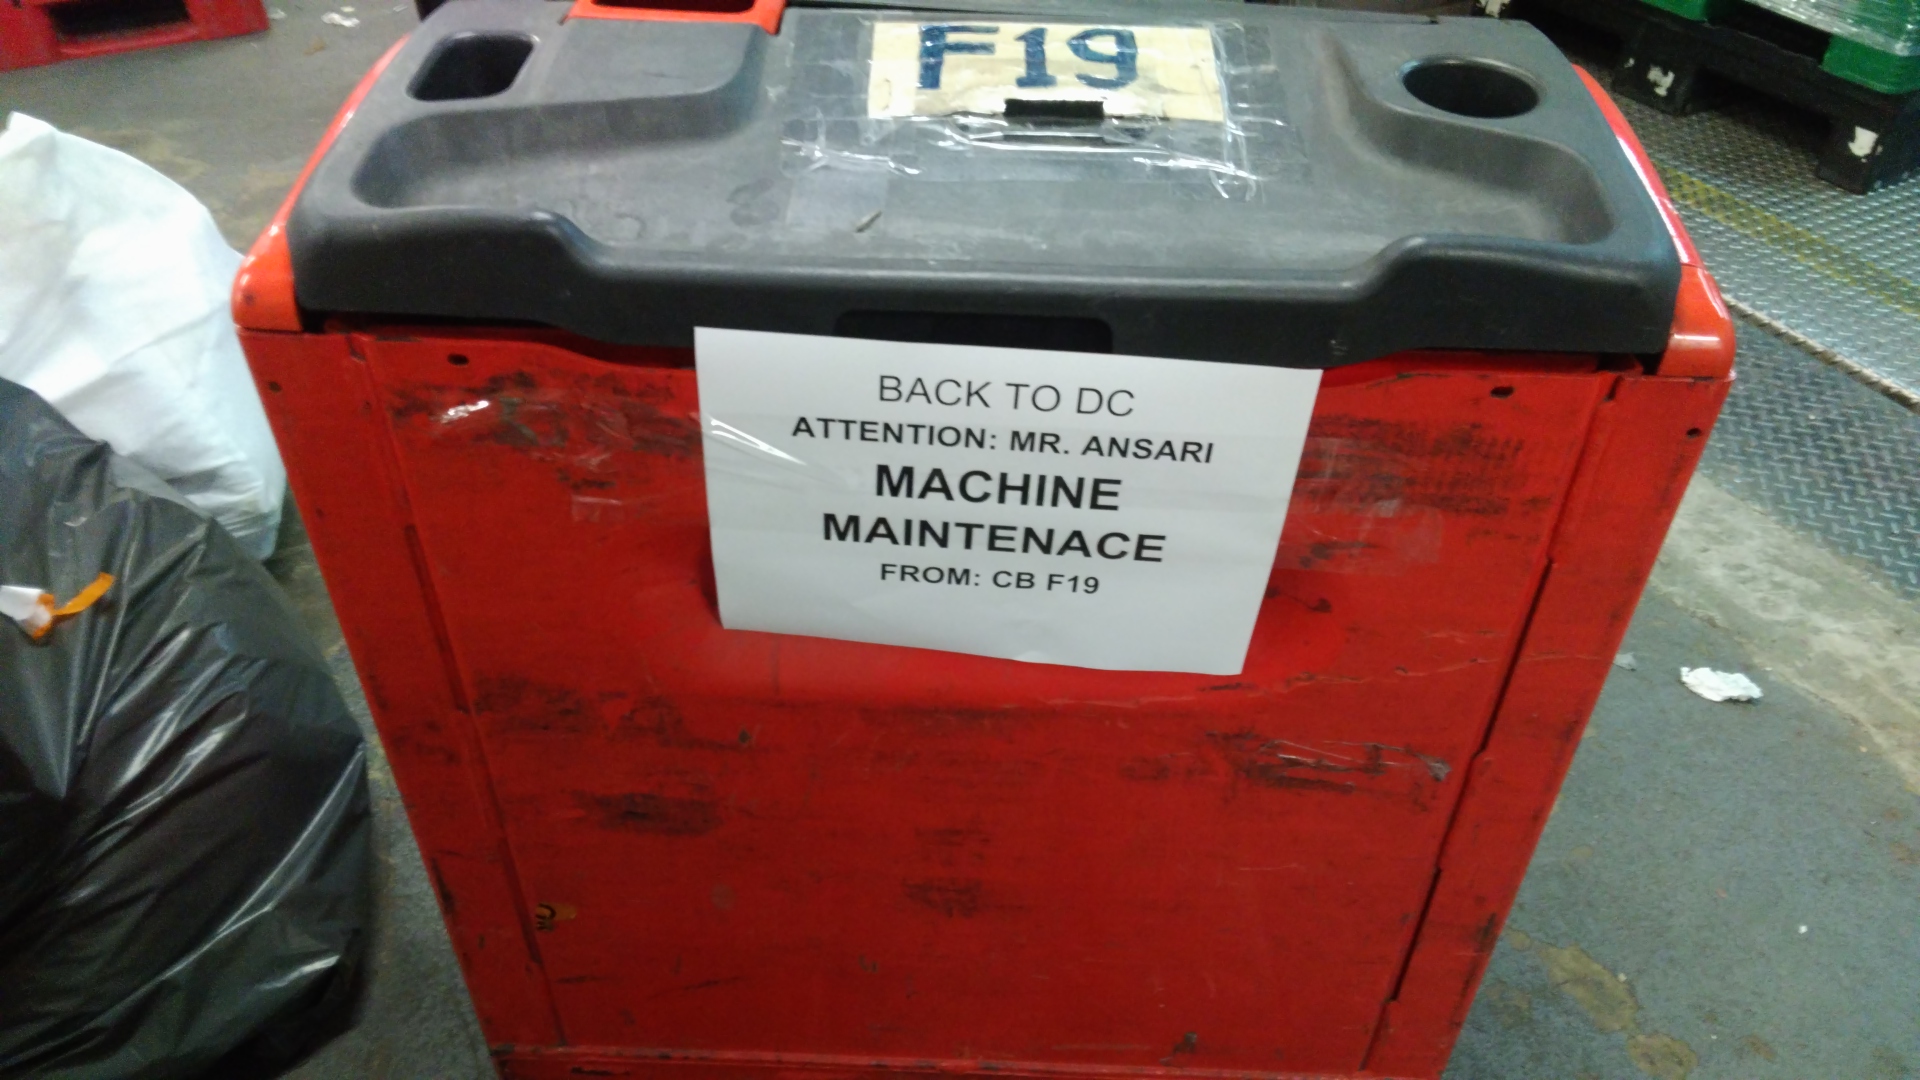 F19
BACK TO DC
ATTENTION: MR. ANSARI
MACHINE
MAINTENACE
FROM: CB F19